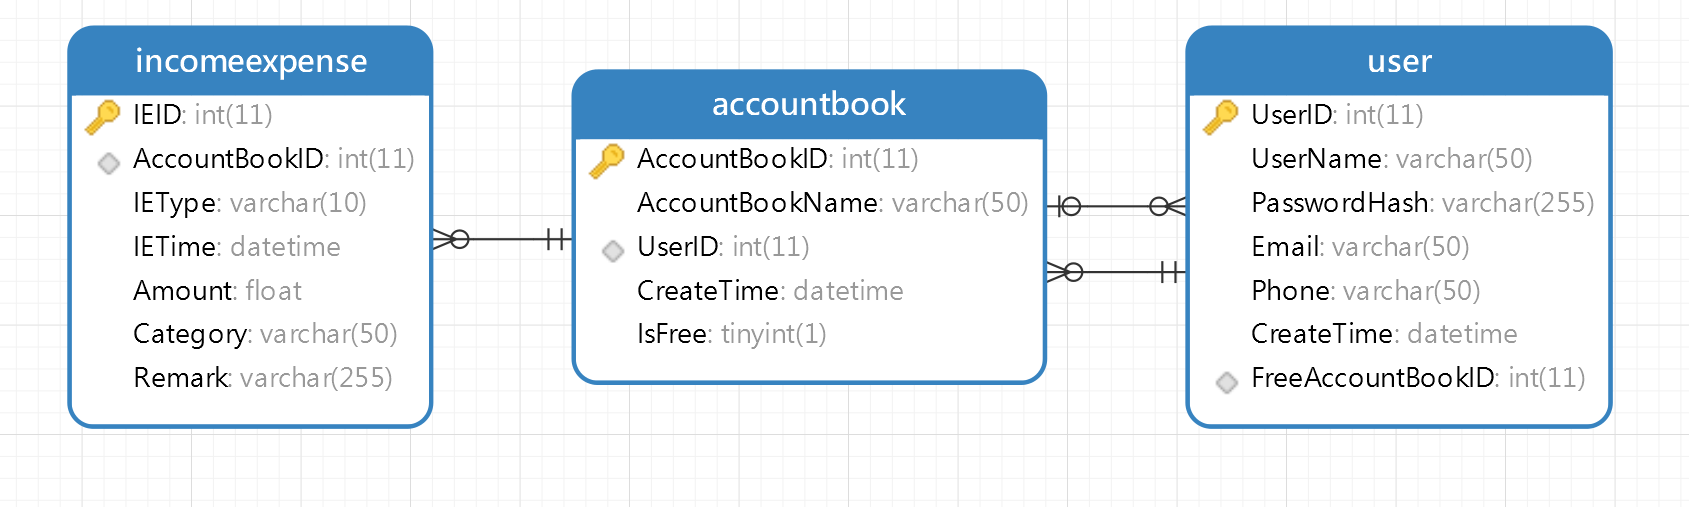 incomeexpense
IEID: int(11)
AccountBookID: int(11)
IEType: varchar(10)
IETime: datetime
Amount: float
Category: varchar(50)
Remark: varchar(255)
accountbook
AccountBookID: int(11)
AccountBookName: varchar(50)
UserID: int(11)
CreateTime: datetime
IsFree: tinyint(1)
user
UserID: int(11)
UserName: varchar(50)
PasswordHash: varchar(255)
Email: varchar(50)
Phone: varchar(50)
CreateTime: datetime
FreeAccountBookID: int(11)